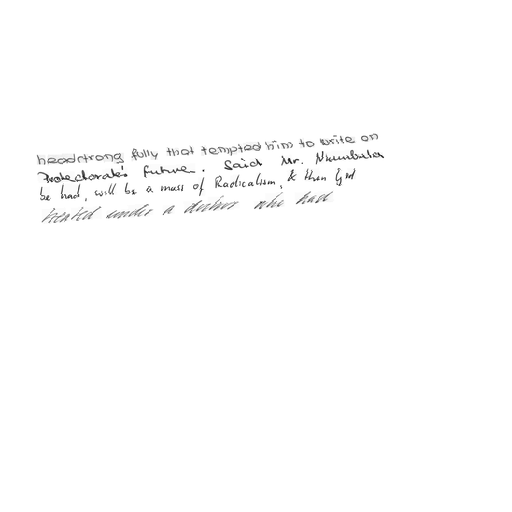 headstrong fully that tempted him to write on
Protectorate's future. Said Mr. Nkumbula
be had, will be a mass of Radicalism, & then God
treated under a doctor who had